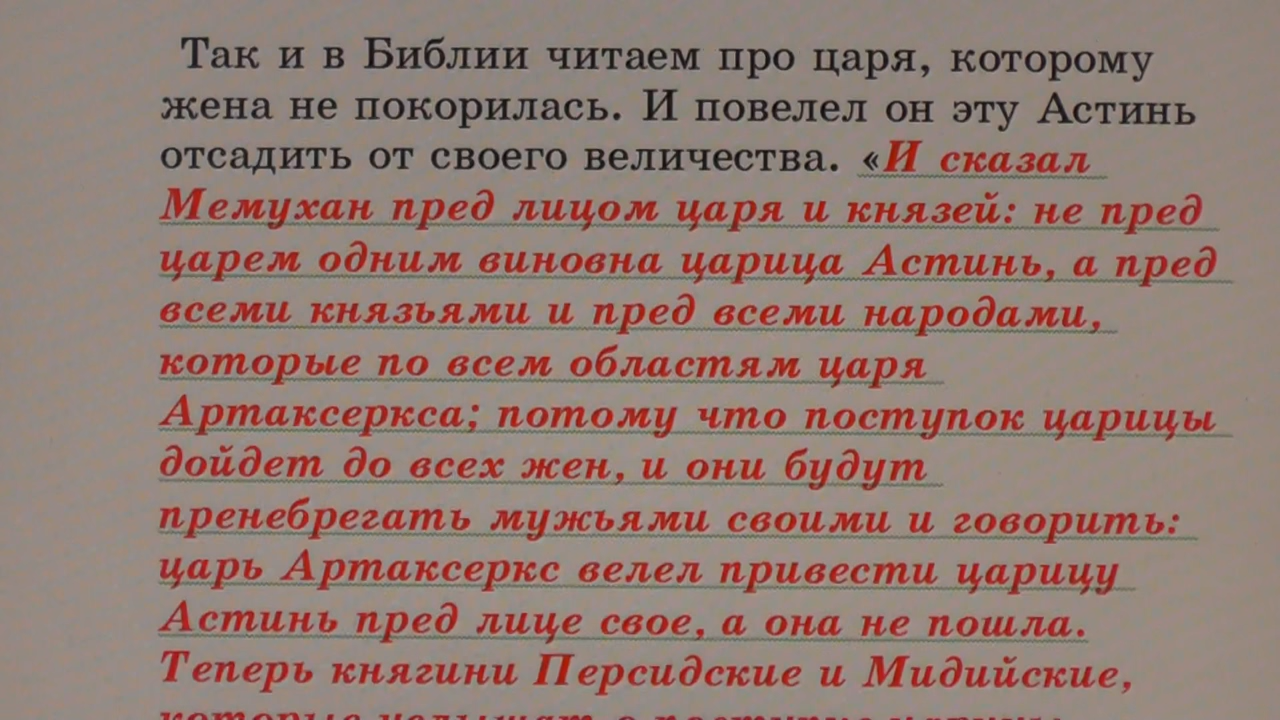 Так и в Библии читаем про царя, которому
жена не покорилась. И повелел он эту Астинь
отсадить от своего величества. «И сказал
Мемухан пред лицом царя и князей: не пред
царем одним виновна царица Астинь, а пред
всеми князьями и пред всеми народами,
которые по всем областям царя
Артаксеркса; потому что поступок царицы
дойдет до всех жен, и они будут
пренебрегать мужьями своими и говорить:
царь Артаксеркс велел привести царицу
Астинь пред лице свое, а она не пошла.
Теперь княгини Персидские и Мидийские,